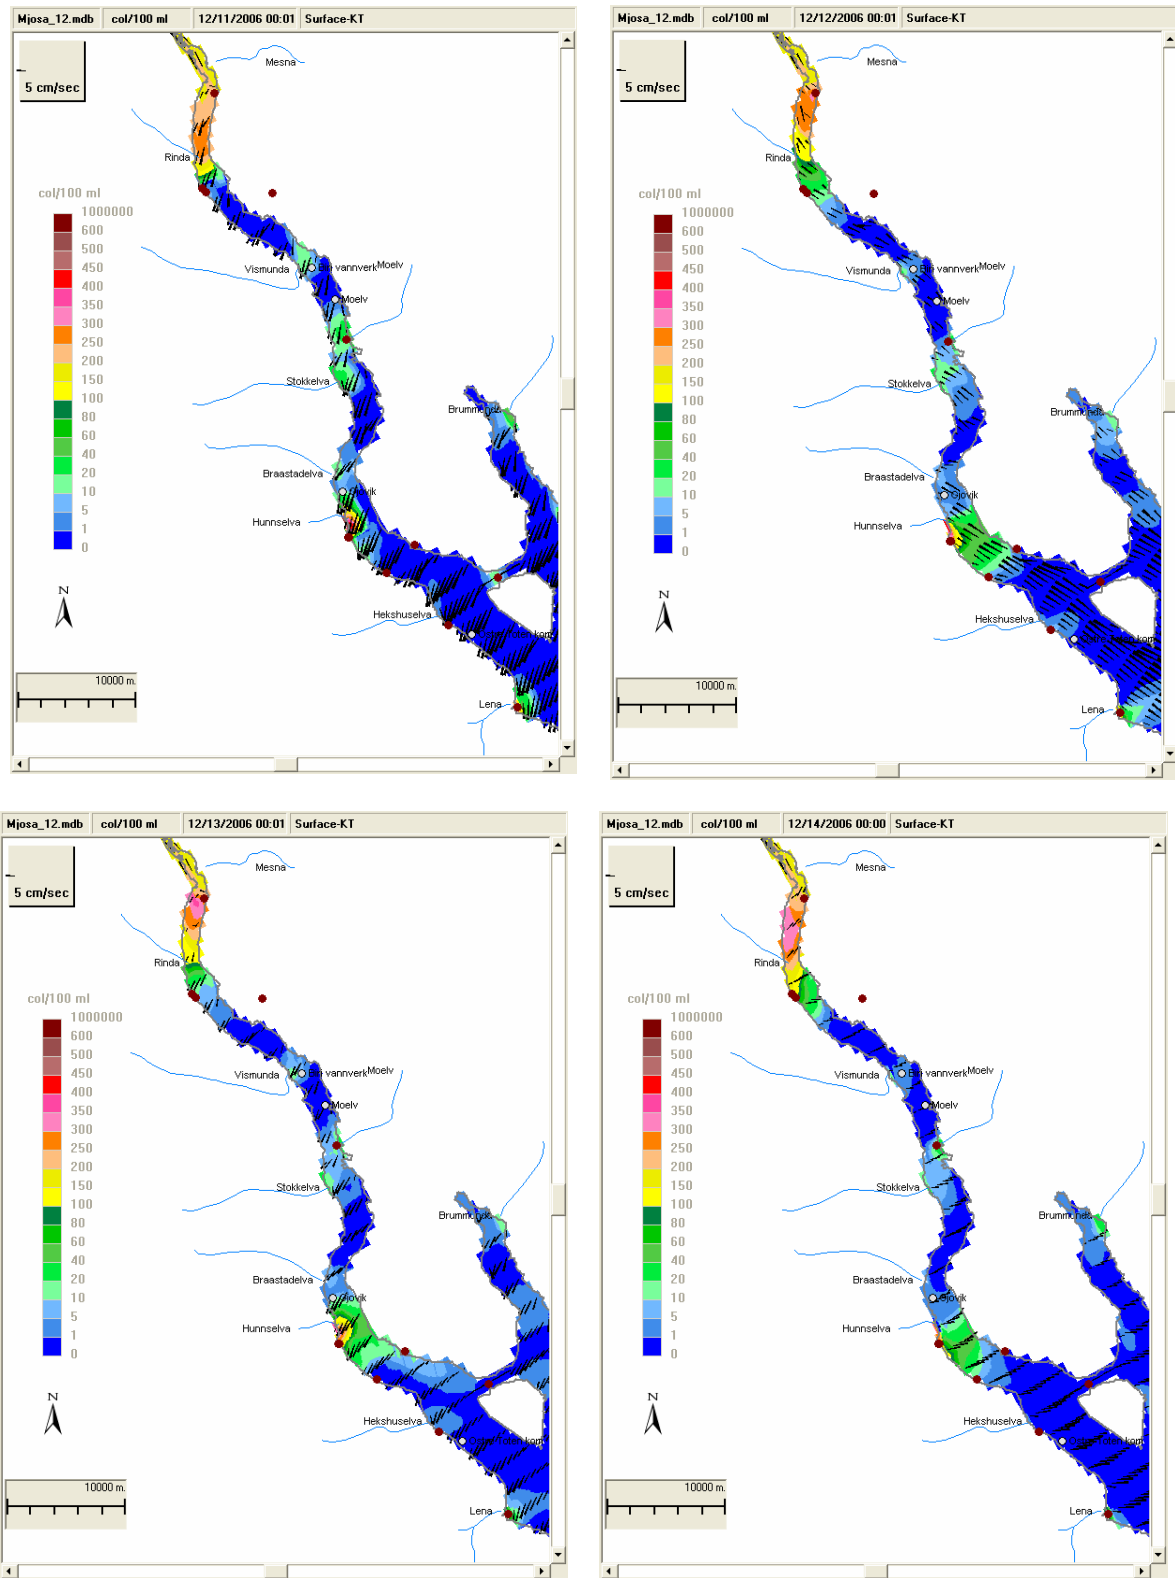 Mjosa_12.mdb col/100 ml 12/11/2006 00:01 Surface-KT
5 cm/sec
Mesna
Rinda
col/100 ml
1000000
600
500
450
400
350
300
250
200
150
100
80
60
40
20
10
5
1
0
Vismunda
vannverk Moelv
Moelv
Stokkelva
Brummunda
Braastadelva
Gjovik
Hunnselva
N
Hekshuselva
10000 m.
Lena
Mjosa_12.mdb col/100 ml 12/12/2006 00:01 Surface-KT
5 cm/sec
Mesna
Rinda
col/100 ml
1000000
600
500
450
400
350
300
250
200
150
100
80
60
40
20
10
5
1
0
Vismunda
vannverk Moelv
Moelv
Stokkelva
Brummunda
Braastadelva
Gjovik
Hunnselva
N
Hekshuselva
10000 m.
Lena
Mjosa_12.mdb col/100 ml 12/13/2006 00:01 Surface-KT
5 cm/sec
Mesna
Rinda
col/100 ml
1000000
600
500
450
400
350
300
250
200
150
100
80
60
40
20
10
5
1
0
Vismunda
vannverk Moelv
Moelv
Stokkelva
Brummunda
Braastadelva
Gjovik
Hunnselva
N
Hekshuselva
10000 m.
Lena
Mjosa_12.mdb col/100 ml 12/14/2006 00:00 Surface-KT
5 cm/sec
Mesna
Rinda
col/100 ml
1000000
600
500
450
400
350
300
250
200
150
100
80
60
40
20
10
5
1
0
Vismunda
vannverk Moelv
Moelv
Stokkelva
Brummunda
Braastadelva
Gjovik
Hunnselva
N
Hekshuselva
10000 m.
Lena